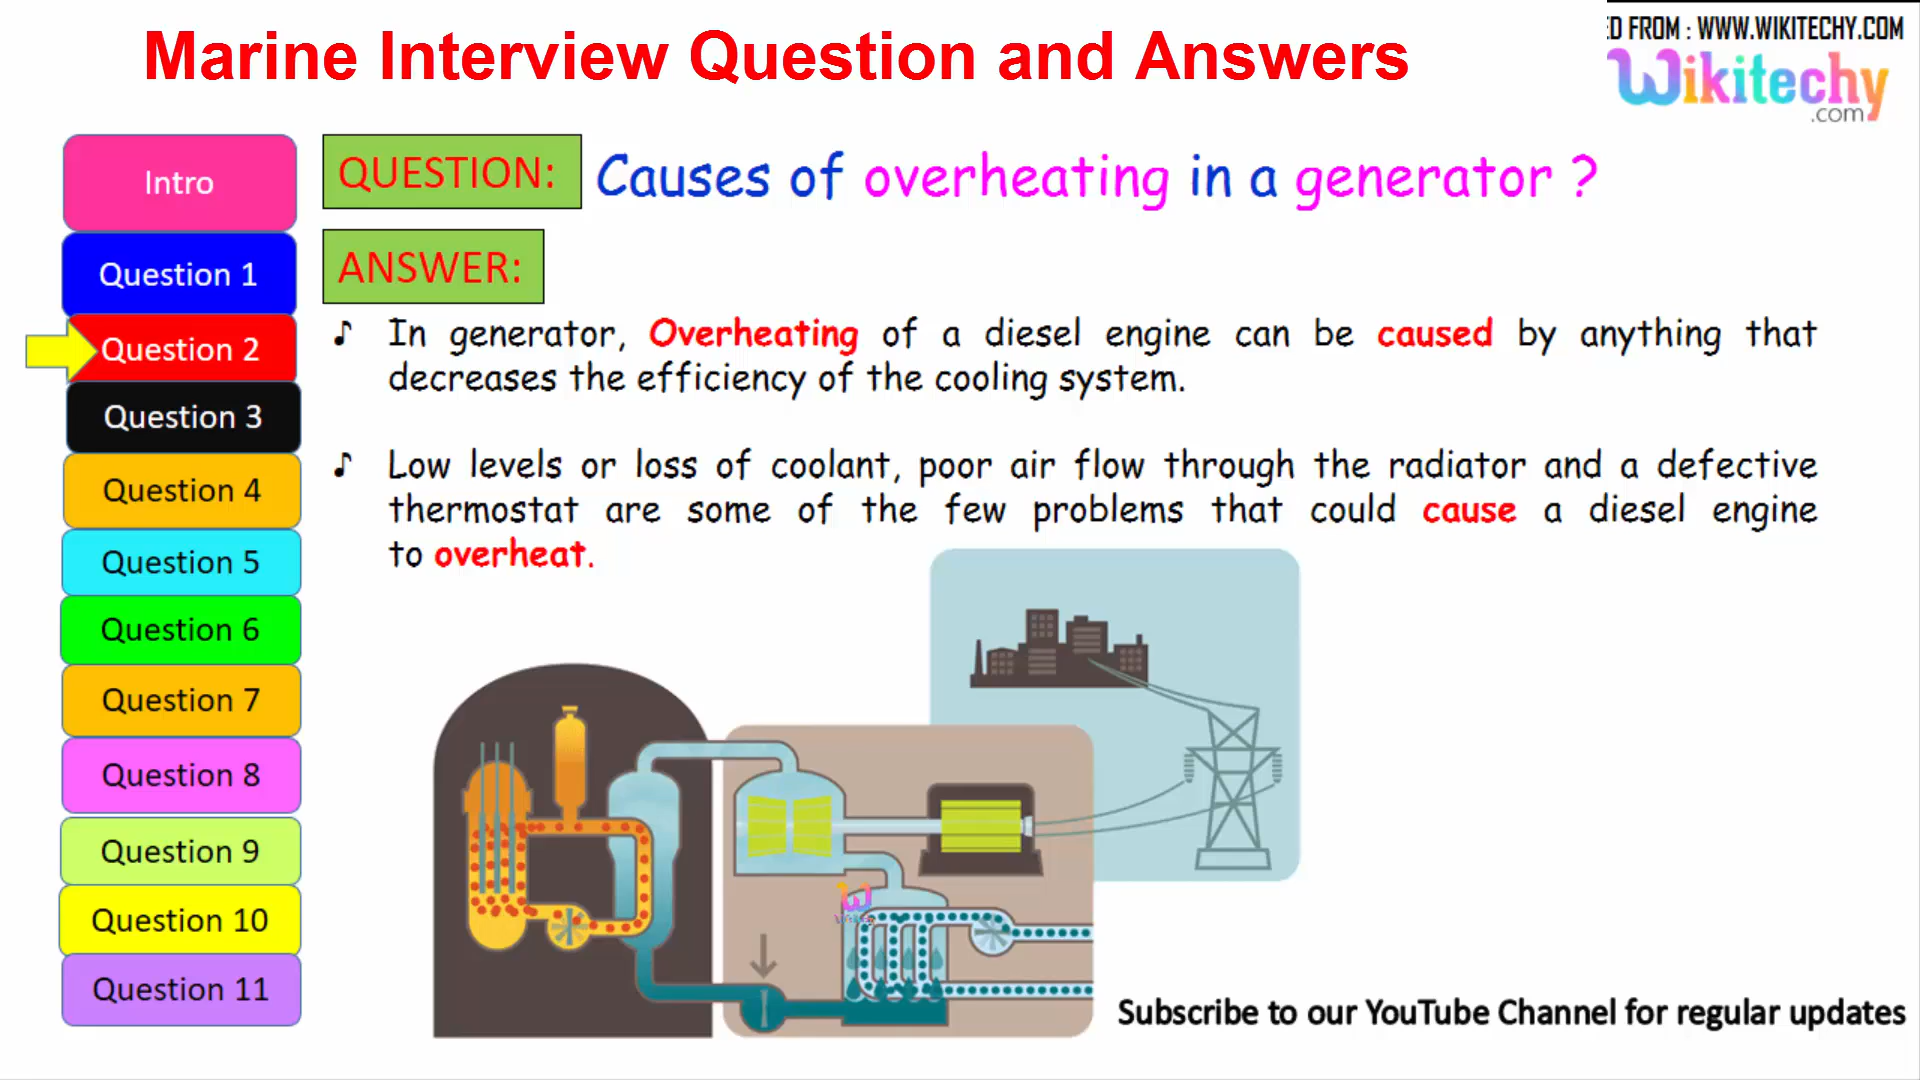 Marine Interview Question and Answers
ED FROM : WWW.WIKITECHY.COM
Wikitechy
.com
Intro
Question 1
Question 2
Question 3
Question 4
Question 5
Question 6
Question 7
Question 8
Question 9
Question 10
Question 11
QUESTION: Causes of overheating in a generator ?
ANSWER:
♪ In generator, Overheating of a diesel engine can be caused by anything that
decreases the efficiency of the cooling system.
♪ Low levels or loss of coolant, poor air flow through the radiator and a defective
thermostat are some of the few problems that could cause a diesel engine
to overheat.
Subscribe to our YouTube Channel for regular updates